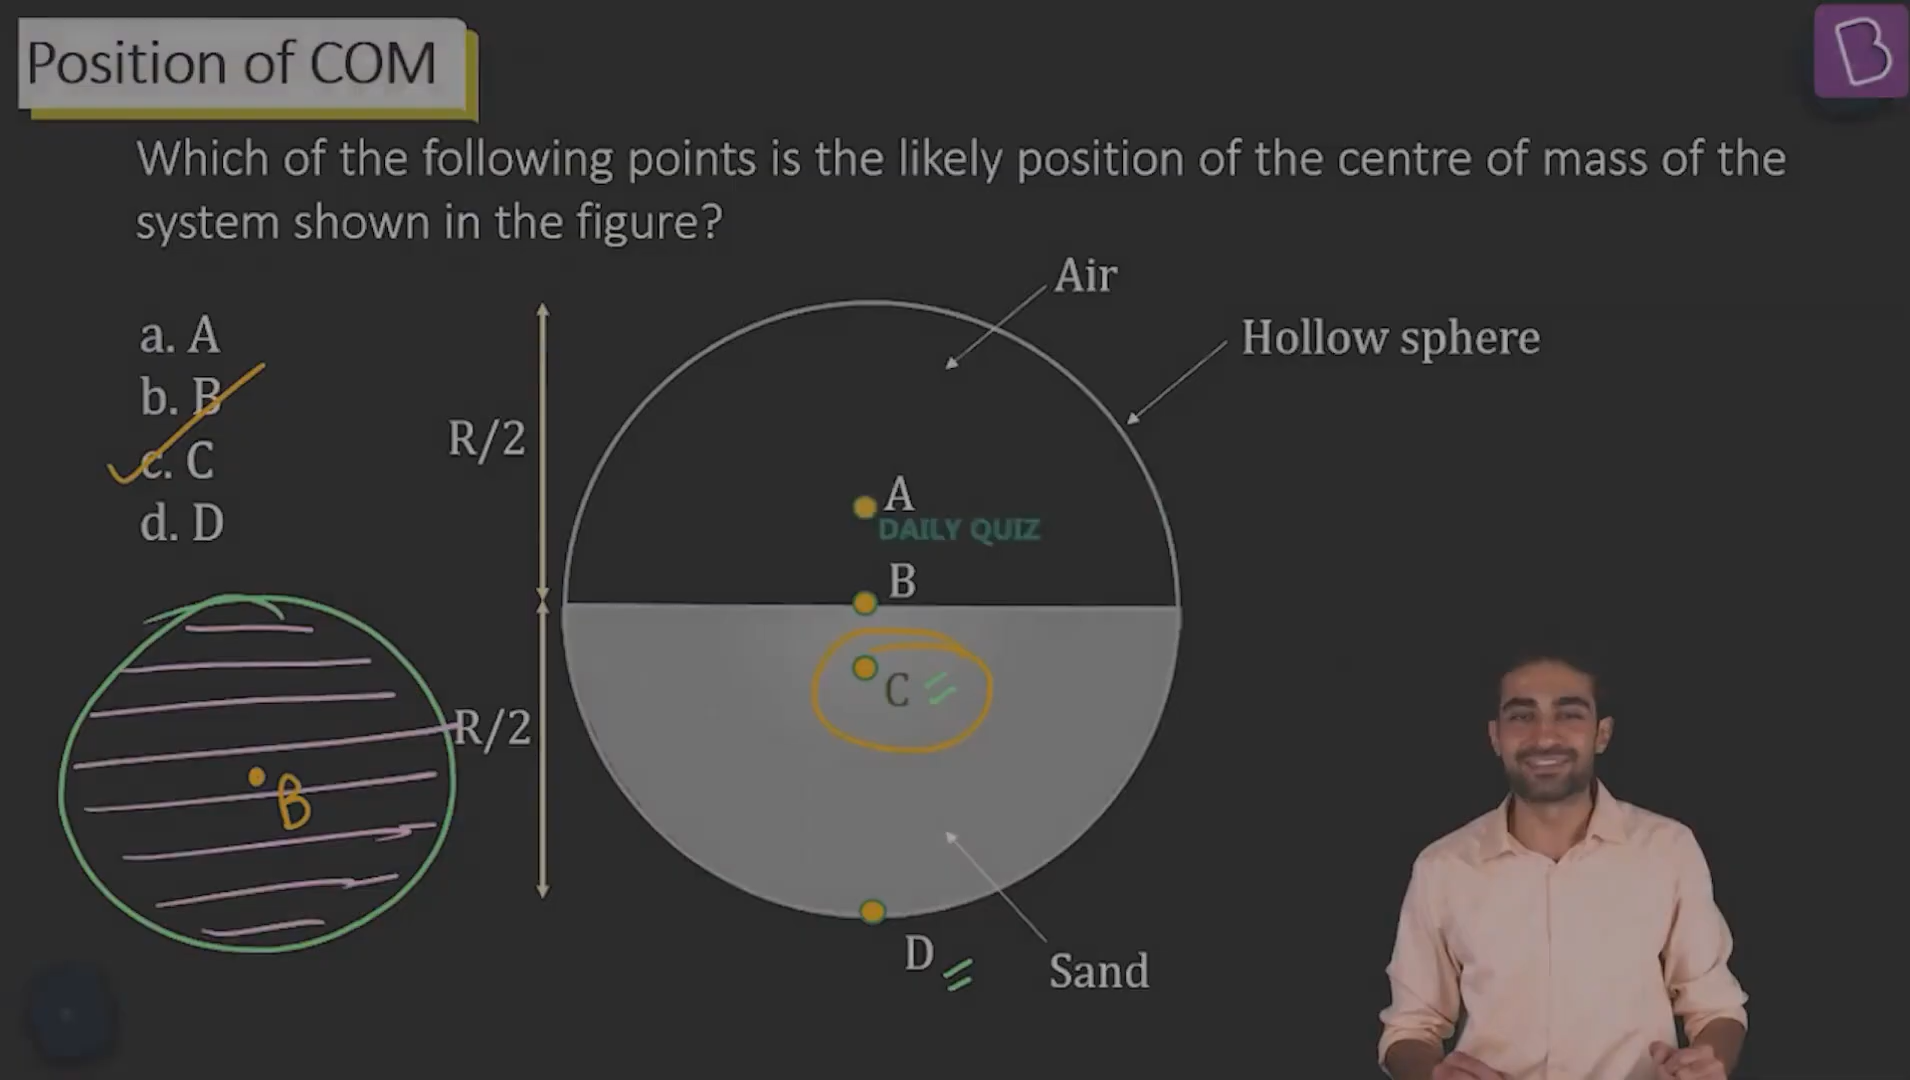 Position of COM
B
Which of the following points is the likely position of the centre of mass of the
system shown in the figure?
Air
Hollow sphere
a. A
b. B
c. C
d. D
R/2
A
DAILY QUIZ
B
C
R/2
B
D
Sand